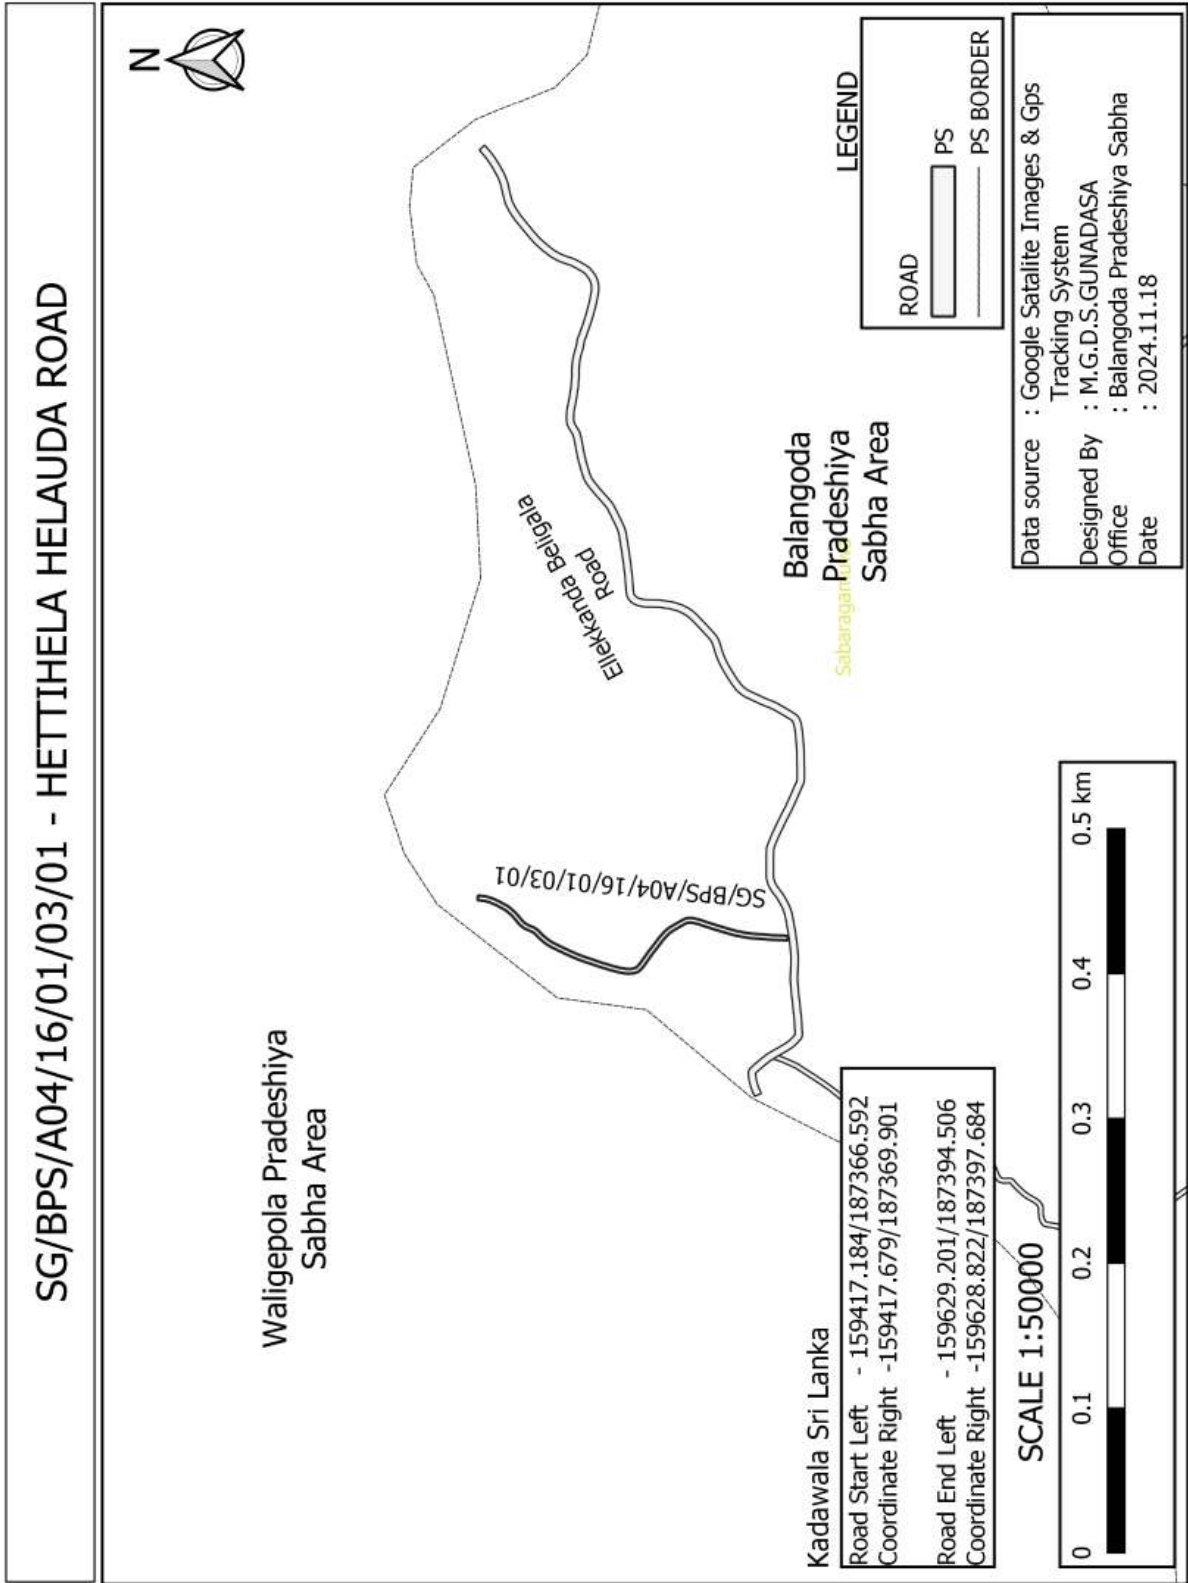 SG/BPS/A04/16/01/03/01 - HETTIHELA HELAUDA ROAD
N
Waligepola Pradeshiya
Sabha Area
Ellekkanda Beligala
Road
SG/BPS/A04/16/01/03/01
Balangoda
Pradeshiya
Sabha Area
LEGEND
ROAD
PS
PS BORDER
Kadawala Sri Lanka
Road Start Left - 159417.184/187366.592
Coordinate Right -159417.679/187369.901
Road End Left - 159629.201/187394.506
Coordinate Right -159628.822/187397.684
SCALE 1:50000
0 0.1 0.2 0.3 0.4 0.5 km
Data source : Google Satalite Images & Gps
Tracking System
Designed By : M.G.D.S.GUNADASA
Office : Balangoda Pradeshiya Sabha
Date : 2024.11.18